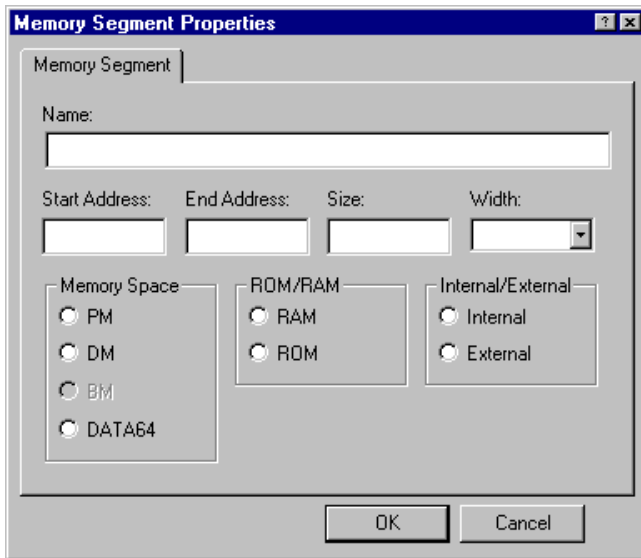 Memory Segment Properties
Memory Segment
Name:
Start Address: End Address: Size: Width:
Memory Space ROM/RAM Internal/External
PM RAM Internal
DM ROM External
BM
DATA64
OK Cancel